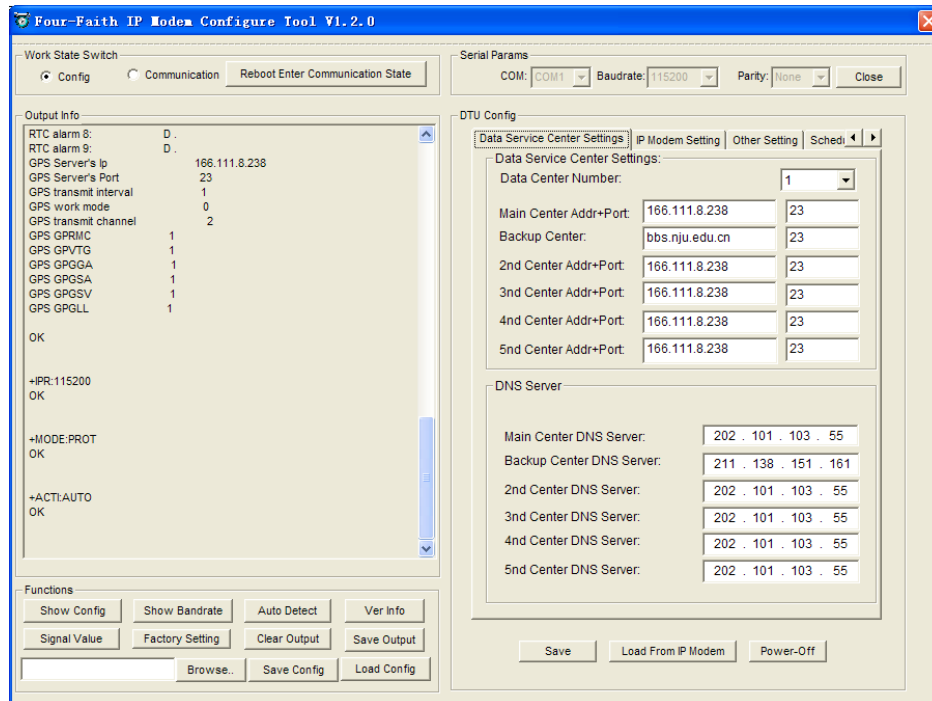 Four-Faith IP Modem Configure Tool V1.2.0
Work State Switch
Config
Communication
Reboot Enter Communication State
Serial Params
COM: COM1
Baudrate: 115200
Parity: None
Close
Output Info
RTC alarm 8: D .
RTC alarm 9: D .
GPS Server's Ip 166.111.8.238
GPS Server's Port 23
GPS transmit interval 1
GPS work mode 0
GPS transmit channel 2
GPS GPRMC 1
GPS GPVTG 1
GPS GPGGA 1
GPS GPGSA 1
GPS GPGSV 1
GPS GPGLL 1
OK
+IPR:115200
OK
+MODE:PROT
OK
+ACTI:AUTO
OK
Functions
Show Config
Show Bandrate
Auto Detect
Ver Info
Signal Value
Factory Setting
Clear Output
Save Output
Browse..
Save Config
Load Config
DTU Config
Data Service Center Settings
IP Modem Setting
Other Setting
Schedu
Data Service Center Settings:
Data Center Number: 1
Main Center Addr+Port: 166.111.8.238 23
Backup Center: bbs.nju.edu.cn 23
2nd Center Addr+Port: 166.111.8.238 23
3nd Center Addr+Port: 166.111.8.238 23
4nd Center Addr+Port: 166.111.8.238 23
5nd Center Addr+Port: 166.111.8.238 23
DNS Server
Main Center DNS Server: 202 . 101 . 103 . 55
Backup Center DNS Server: 211 . 138 . 151 . 161
2nd Center DNS Server: 202 . 101 . 103 . 55
3nd Center DNS Server: 202 . 101 . 103 . 55
4nd Center DNS Server: 202 . 101 . 103 . 55
5nd Center DNS Server: 202 . 101 . 103 . 55
Save
Load From IP Modem
Power-Off